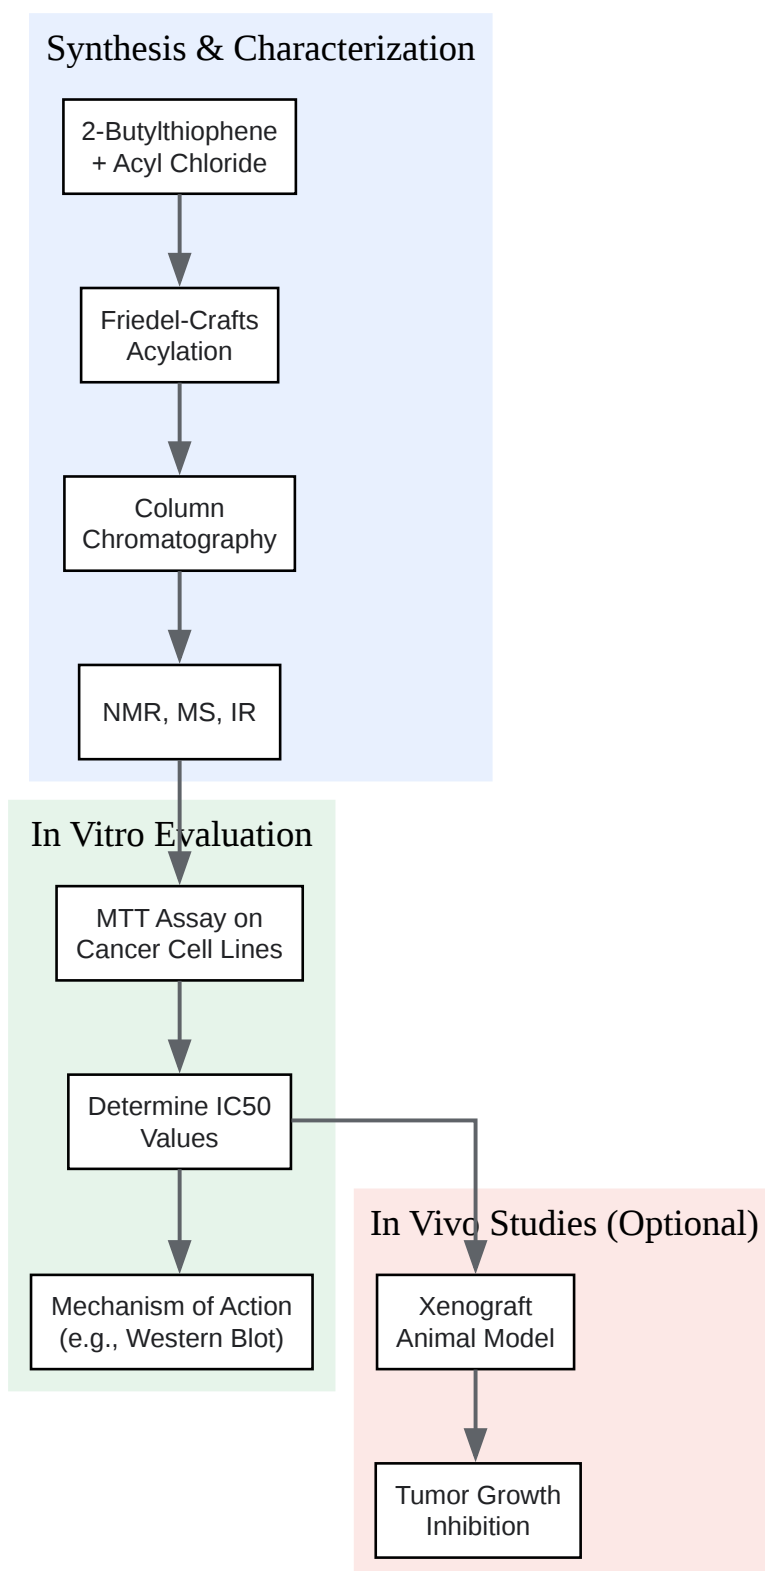 Synthesis & Characterization
2-Butylthiophene
+ Acyl Chloride
Friedel-Crafts
Acylation
Column
Chromatography
NMR, MS, IR
In Vitro Evaluation
MTT Assay on
Cancer Cell Lines
Determine IC50
Values
Mechanism of Action
(e.g., Western Blot)
In Vivo Studies (Optional)
Xenograft
Animal Model
Tumor Growth
Inhibition